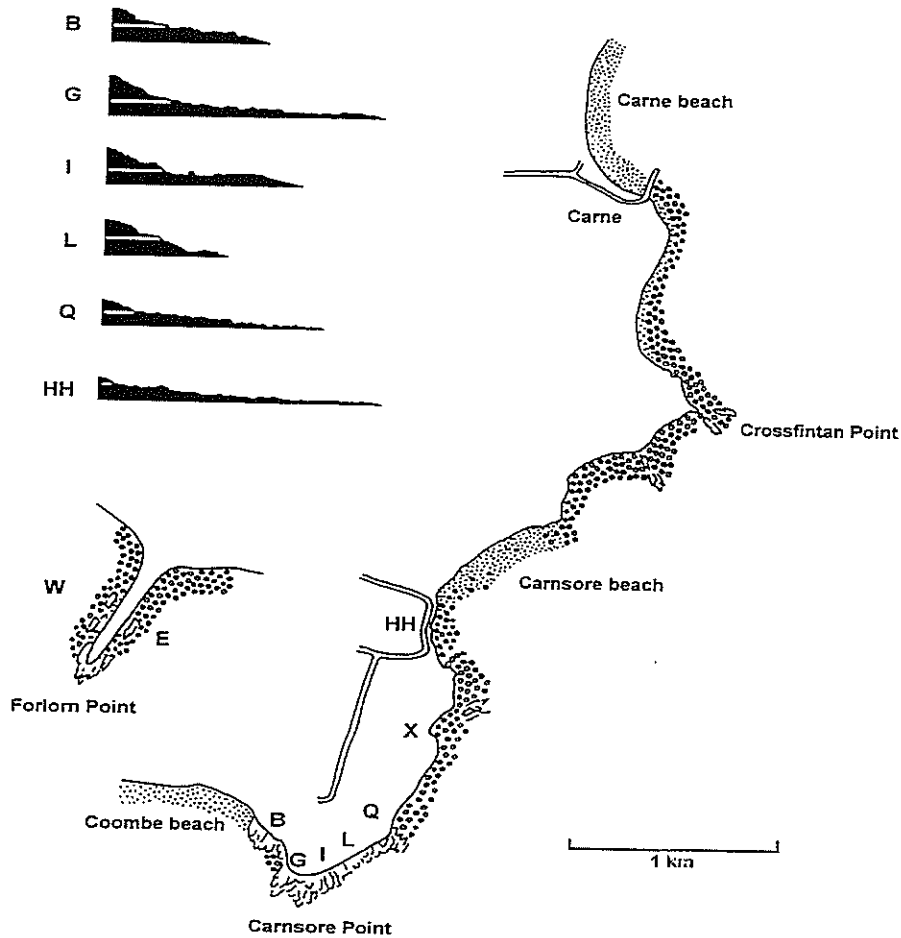 B
G
I
L
Q
HH
Carne beach
Carne
Crossfintan Point
Carnsore beach
HH
W
E
Forlorn Point
X
Coombe beach
B
Q
L
I
G
1 km
Carnsore Point